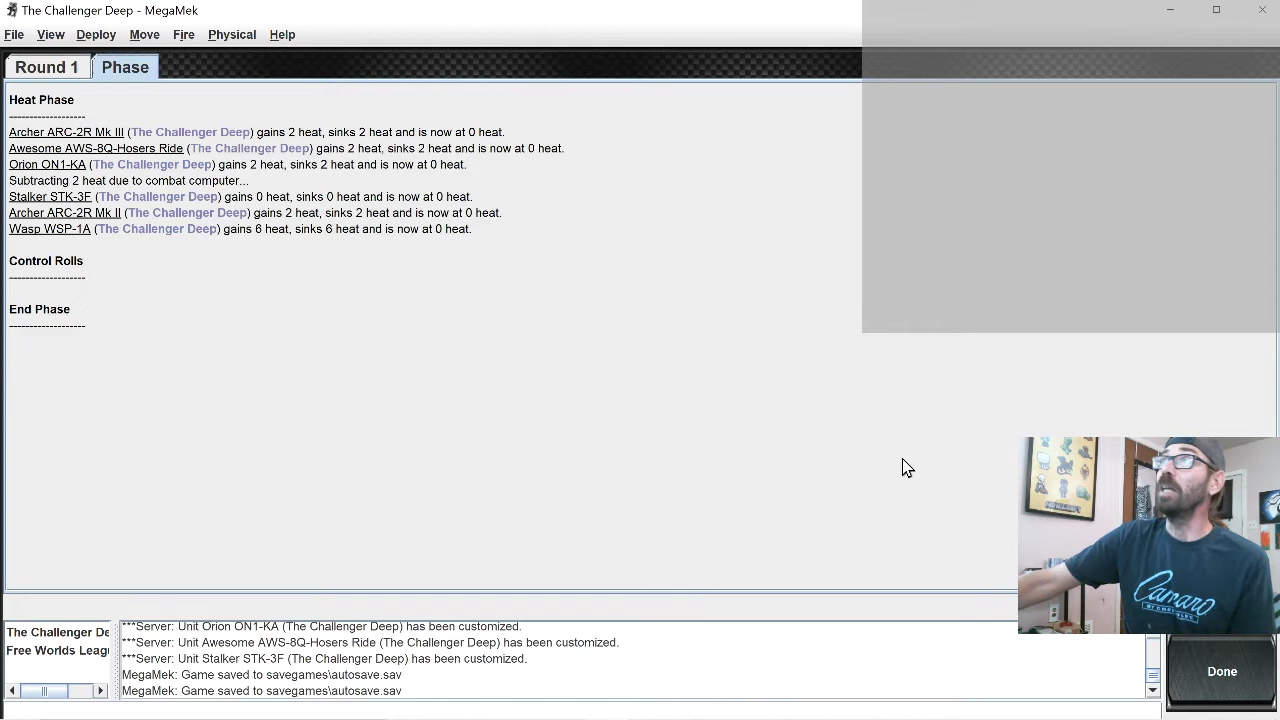 The Challenger Deep - MegaMek
File View Deploy Move Fire Physical Help
Round 1 Phase
Heat Phase
-------------------
Archer ARC-2R Mk III (The Challenger Deep) gains 2 heat, sinks 2 heat and is now at 0 heat.
Awesome AWS-8Q-Hosers Ride (The Challenger Deep) gains 2 heat, sinks 2 heat and is now at 0 heat.
Orion ON1-KA (The Challenger Deep) gains 2 heat, sinks 2 heat and is now at 0 heat.
Subtracting 2 heat due to combat computer...
Stalker STK-3F (The Challenger Deep) gains 0 heat, sinks 0 heat and is now at 0 heat.
Archer ARC-2R Mk II (The Challenger Deep) gains 2 heat, sinks 2 heat and is now at 0 heat.
Wasp WSP-1A (The Challenger Deep) gains 6 heat, sinks 6 heat and is now at 0 heat.
Control Rolls
-------------------
End Phase
-------------------
Camaro
BY CHEVROLET
The Challenger De
Free Worlds Leag
***Server: Unit Orion ON1-KA (The Challenger Deep) has been customized.
***Server: Unit Awesome AWS-8Q-Hosers Ride (The Challenger Deep) has been customized.
***Server: Unit Stalker STK-3F (The Challenger Deep) has been customized.
MegaMek: Game saved to savegames\autosave.sav
MegaMek: Game saved to savegames\autosave.sav
Done